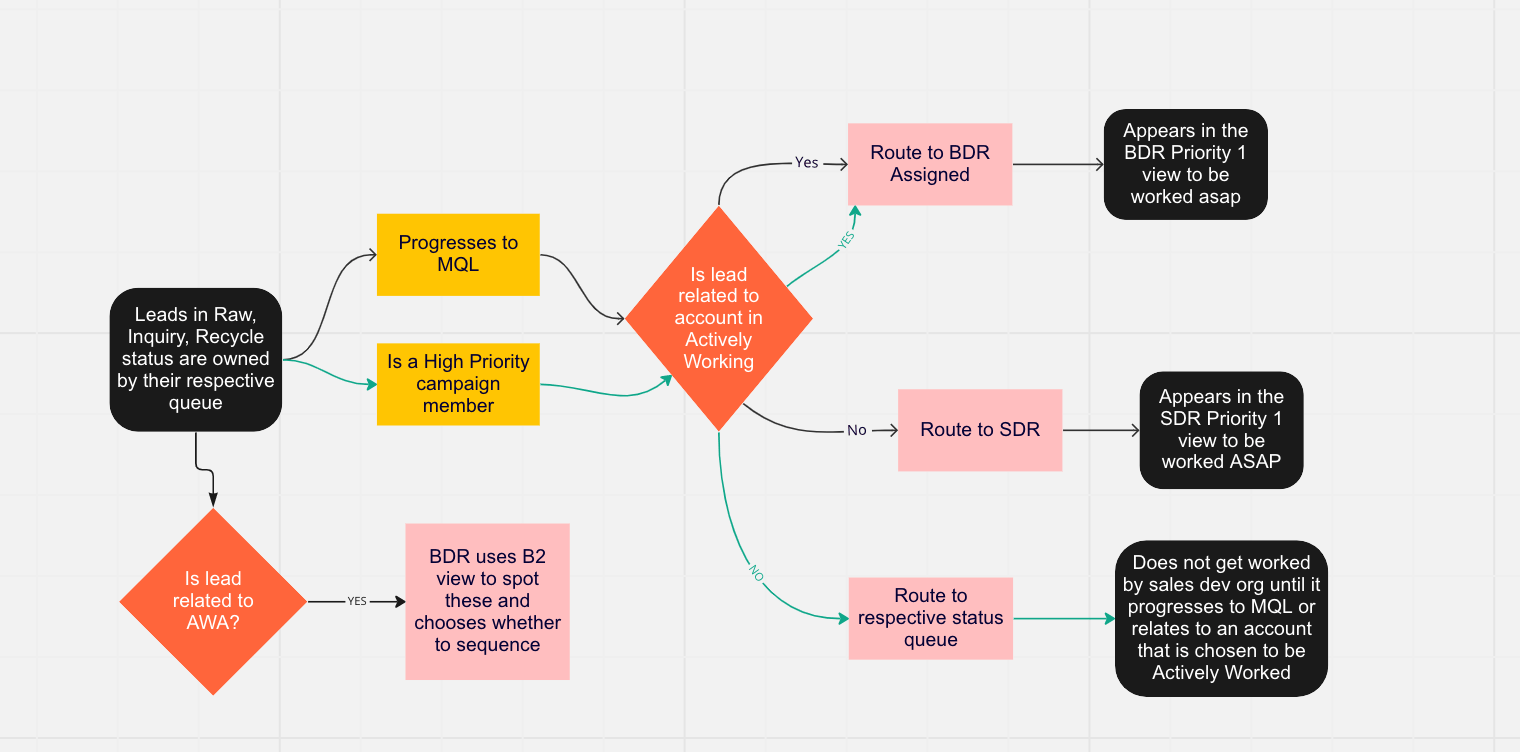 Leads in Raw,
Inquiry, Recycle
status are owned
by their respective
queue
Progresses to
MQL
Is a High Priority
campaign
member
Is lead
related to
account in
Actively
Working
Yes
Route to BDR
Assigned
Appears in the
BDR Priority 1
view to be
worked asap
YES
No
Route to SDR
Appears in the
SDR Priority 1
view to be
worked ASAP
NO
Route to
respective status
queue
Does not get worked
by sales dev org until it
progresses to MQL or
relates to an account
that is chosen to be
Actively Worked
Is lead
related to
AWA?
YES
BDR uses B2
view to spot
these and
chooses whether
to sequence